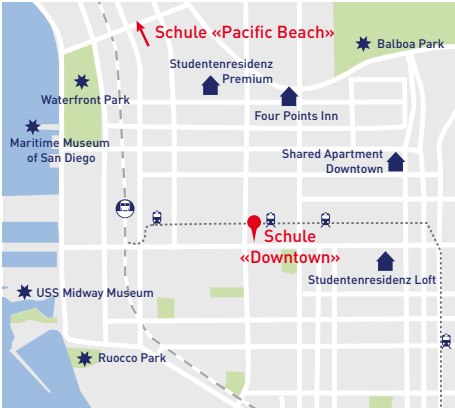 Schule «Pacific Beach»
Balboa Park
Studentenresidenz
Premium
Waterfront Park
Four Points Inn
Maritime Museum
of San Diego
Shared Apartment
Downtown
Schule
«Downtown»
Studentenresidenz Loft
USS Midway Museum
Ruocco Park